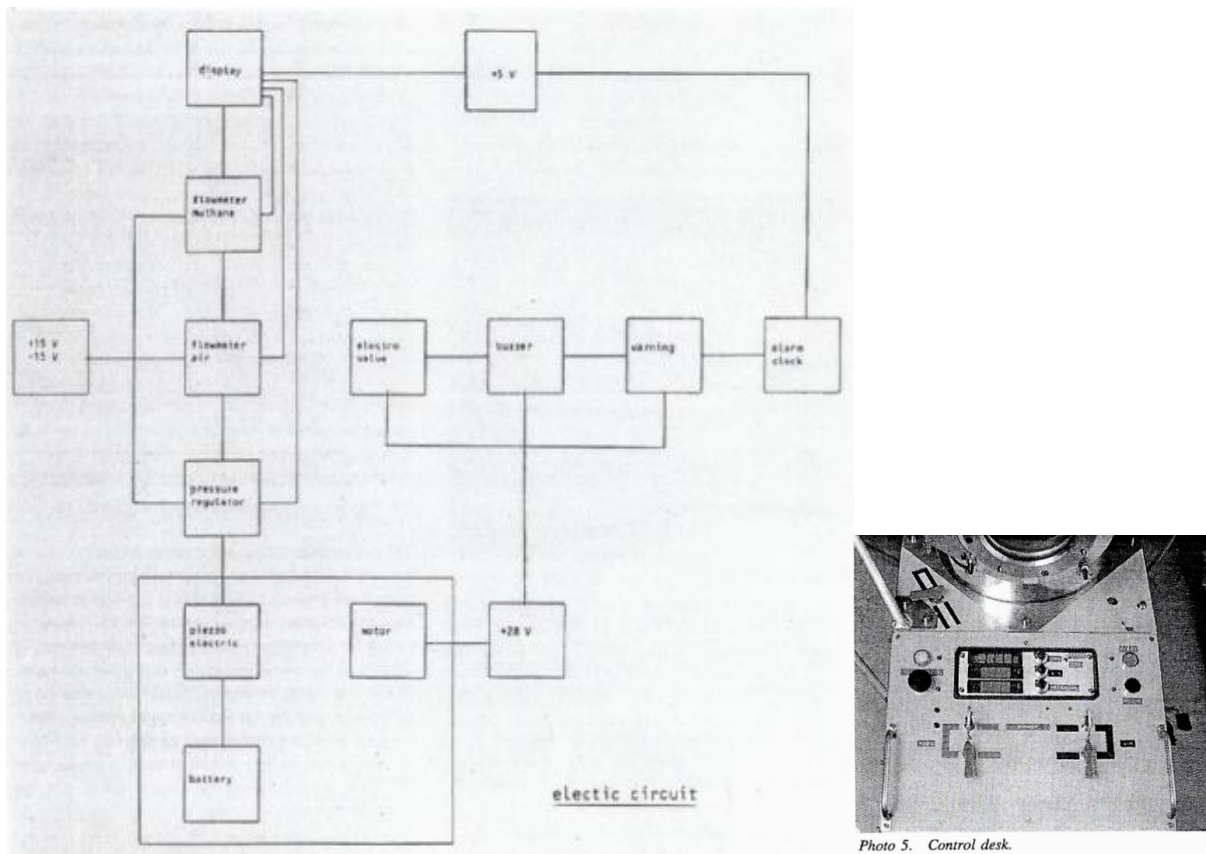 display
+5 V
flowmeter
muthane
+15 V
-15 V
flowmeter
air
electro
valve
buzzer
warning
alarm
clock
pressure
regulator
piezo
electric
motor
+28 V
battery
electic circuit
Photo 5. Control desk.